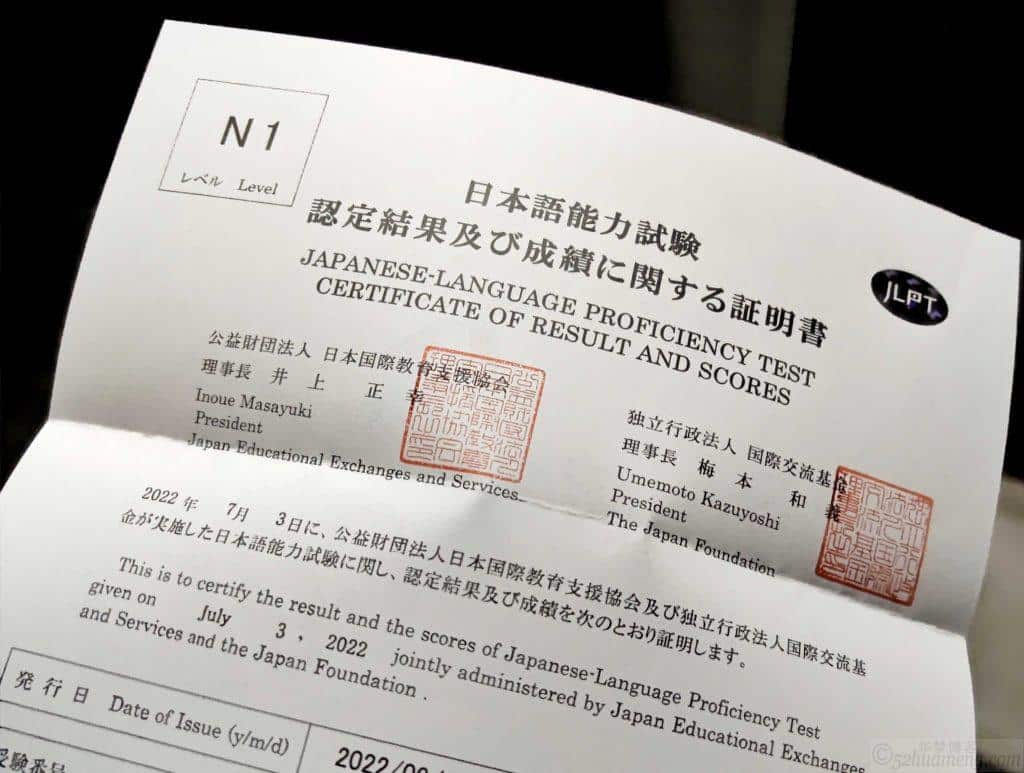 N1
レベル Level
日本語能力試験
認定結果及び成績に関する証明書
JAPANESE-LANGUAGE PROFICIENCY TEST
CERTIFICATE OF RESULT AND SCORES
JLPT
公益財団法人 日本国際教育支援協会
理事長 井上 正幸
Inoue Masayuki
President
Japan Educational Exchanges and Services
独立行政法人 国際交流基金
理事長 梅本 和義
Umemoto Kazuyoshi
President
The Japan Foundation
2022年 7月 3日に、公益財団法人日本国際教育支援協会及び独立行政法人国際交流基
金が実施した日本語能力試験に関し、認定結果及び成績を次のとおり証明します。
This is to certify the result and the scores of Japanese-Language Proficiency Test
given on July 3, 2022 jointly administered by Japan Educational Exchanges
and Services and the Japan Foundation.
発行日 Date of Issue (y/m/d)
2022/
受験番号
©52huameng.com